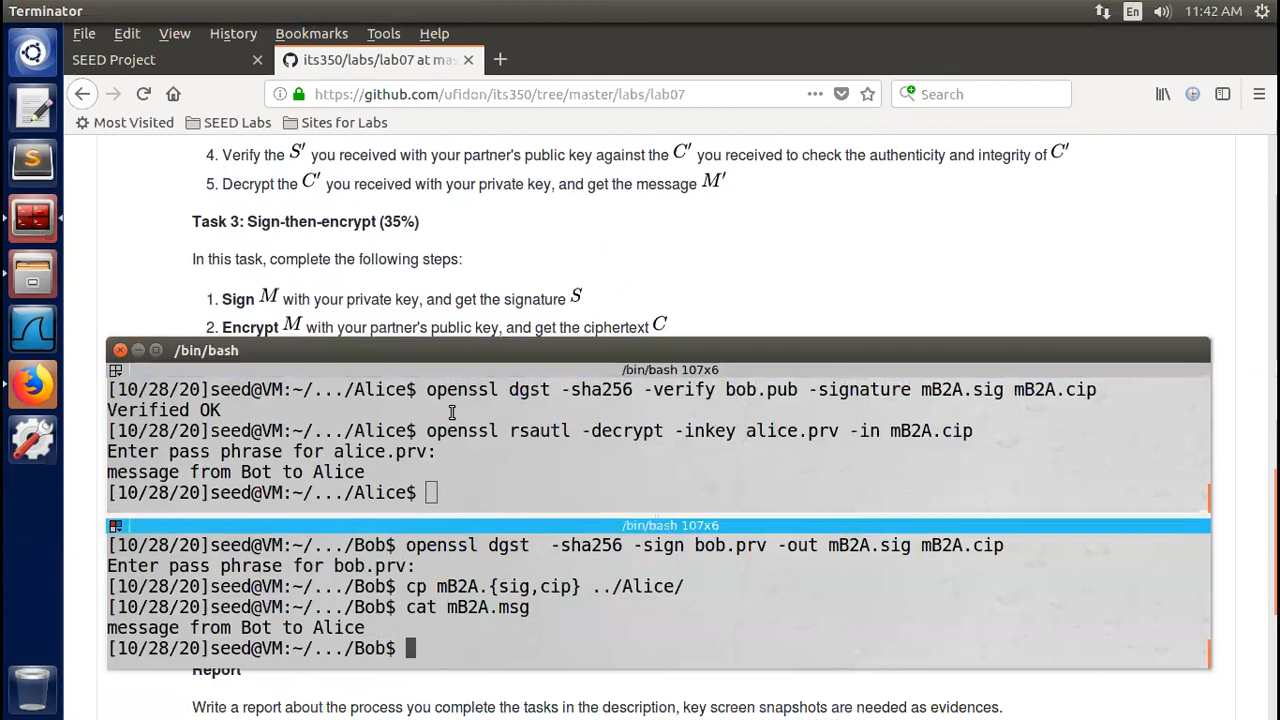 Terminator
En
11:42 AM
File Edit View History Bookmarks Tools Help
SEED Project
its350/labs/lab07 at mas
https://github.com/ufidon/its350/tree/master/labs/lab07
Search
Most Visited SEED Labs Sites for Labs
4. Verify the S′ you received with your partner's public key against the C′ you received to check the authenticity and integrity of C′
5. Decrypt the C′ you received with your private key, and get the message M′
Task 3: Sign-then-encrypt (35%)
In this task, complete the following steps:
1. Sign M with your private key, and get the signature S
2. Encrypt M with your partner's public key, and get the ciphertext C
/bin/bash
/bin/bash 107x6
[10/28/20]seed@VM:~/.../Alice$ openssl dgst -sha256 -verify bob.pub -signature mB2A.sig mB2A.cip
Verified OK
[10/28/20]seed@VM:~/.../Alice$ openssl rsautl -decrypt -inkey alice.prv -in mB2A.cip
Enter pass phrase for alice.prv:
message from Bot to Alice
[10/28/20]seed@VM:~/.../Alice$
/bin/bash 107x6
[10/28/20]seed@VM:~/.../Bob$ openssl dgst  -sha256 -sign bob.prv -out mB2A.sig mB2A.cip
Enter pass phrase for bob.prv:
[10/28/20]seed@VM:~/.../Bob$ cp mB2A.{sig,cip} ../Alice/
[10/28/20]seed@VM:~/.../Bob$ cat mB2A.msg
message from Bot to Alice
[10/28/20]seed@VM:~/.../Bob$
Report
Write a report about the process you complete the tasks in the description, key screen snapshots are needed as evidences.